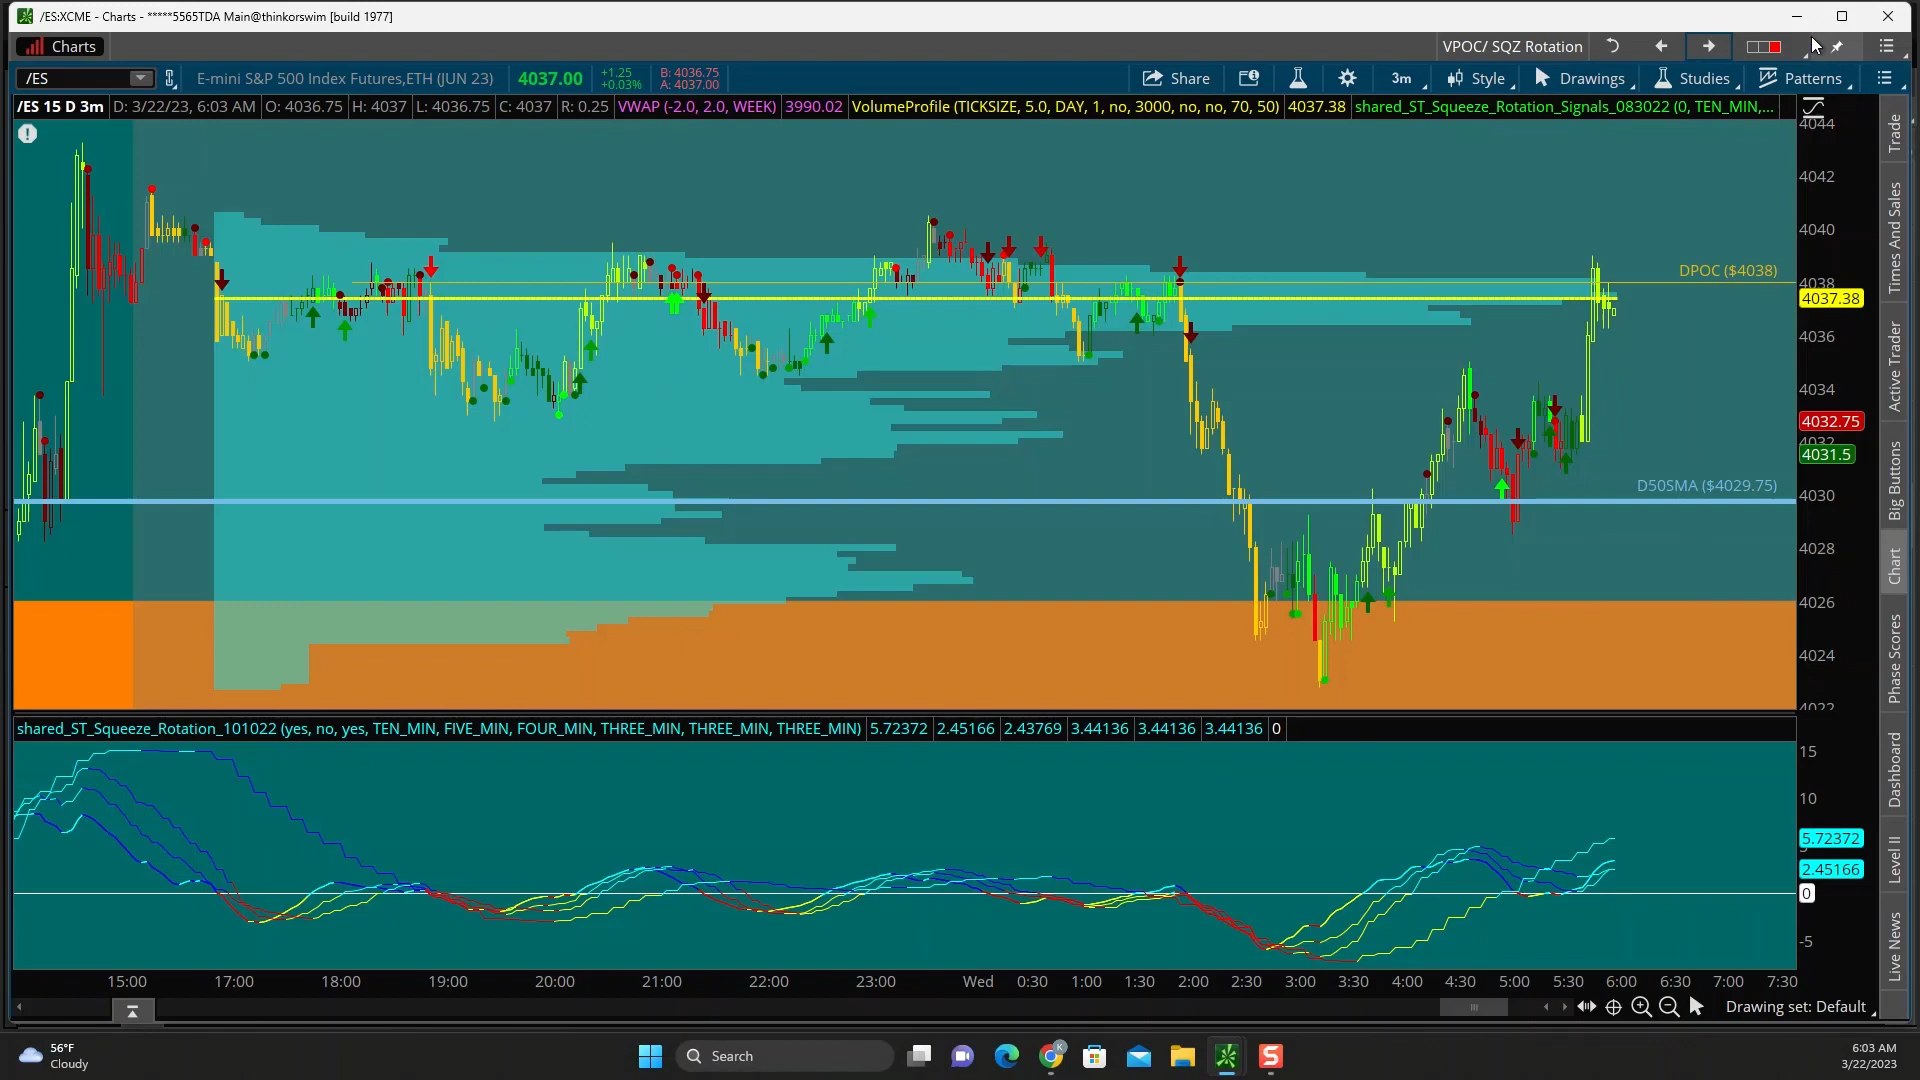 /ES:XCME - Charts - *****5565TDA Main@thinkorswim [build 1977]
Charts
VPOC/ SQZ Rotation
/ES
E-mini S&P 500 Index Futures,ETH (JUN 23)
4037.00
+1.25
+0.03%
B: 4036.75
A: 4037.00
Share
3m
Style
Drawings
Studies
Patterns
/ES 15 D 3m
D: 3/22/23, 6:03 AM
O: 4036.75
H: 4037
L: 4036.75
C: 4037
R: 0.25
VWAP (-2.0, 2.0, WEEK)
3990.02
VolumeProfile (TICKSIZE, 5.0, DAY, 1, no, 3000, no, no, 70, 50)
4037.38
shared_ST_Squeeze_Rotation_Signals_083022 (0, TEN_MIN,...
4044
4042
4040
DPOC ($4038)
4038
4037.38
4036
4034
4032.75
4032
4031.5
D50SMA ($4029.75)
4030
4028
4026
4024
4022
Trade
Times And Sales
Active Trader
Big Buttons
Chart
Phase Scores
Dashboard
Level II
Live News
shared_ST_Squeeze_Rotation_101022 (yes, no, yes, TEN_MIN, FIVE_MIN, FOUR_MIN, THREE_MIN, THREE_MIN, THREE_MIN)
5.72372
2.45166
2.43769
3.44136
3.44136
3.44136
0
15
10
5.72372
2.45166
0
-5
15:00
17:00
18:00
19:00
20:00
21:00
22:00
23:00
Wed
0:30
1:00
1:30
2:00
2:30
3:00
3:30
4:00
4:30
5:00
5:30
6:00
6:30
7:00
7:30
Drawing set: Default
56°F
Cloudy
Search
K
S
6:03 AM
3/22/2023